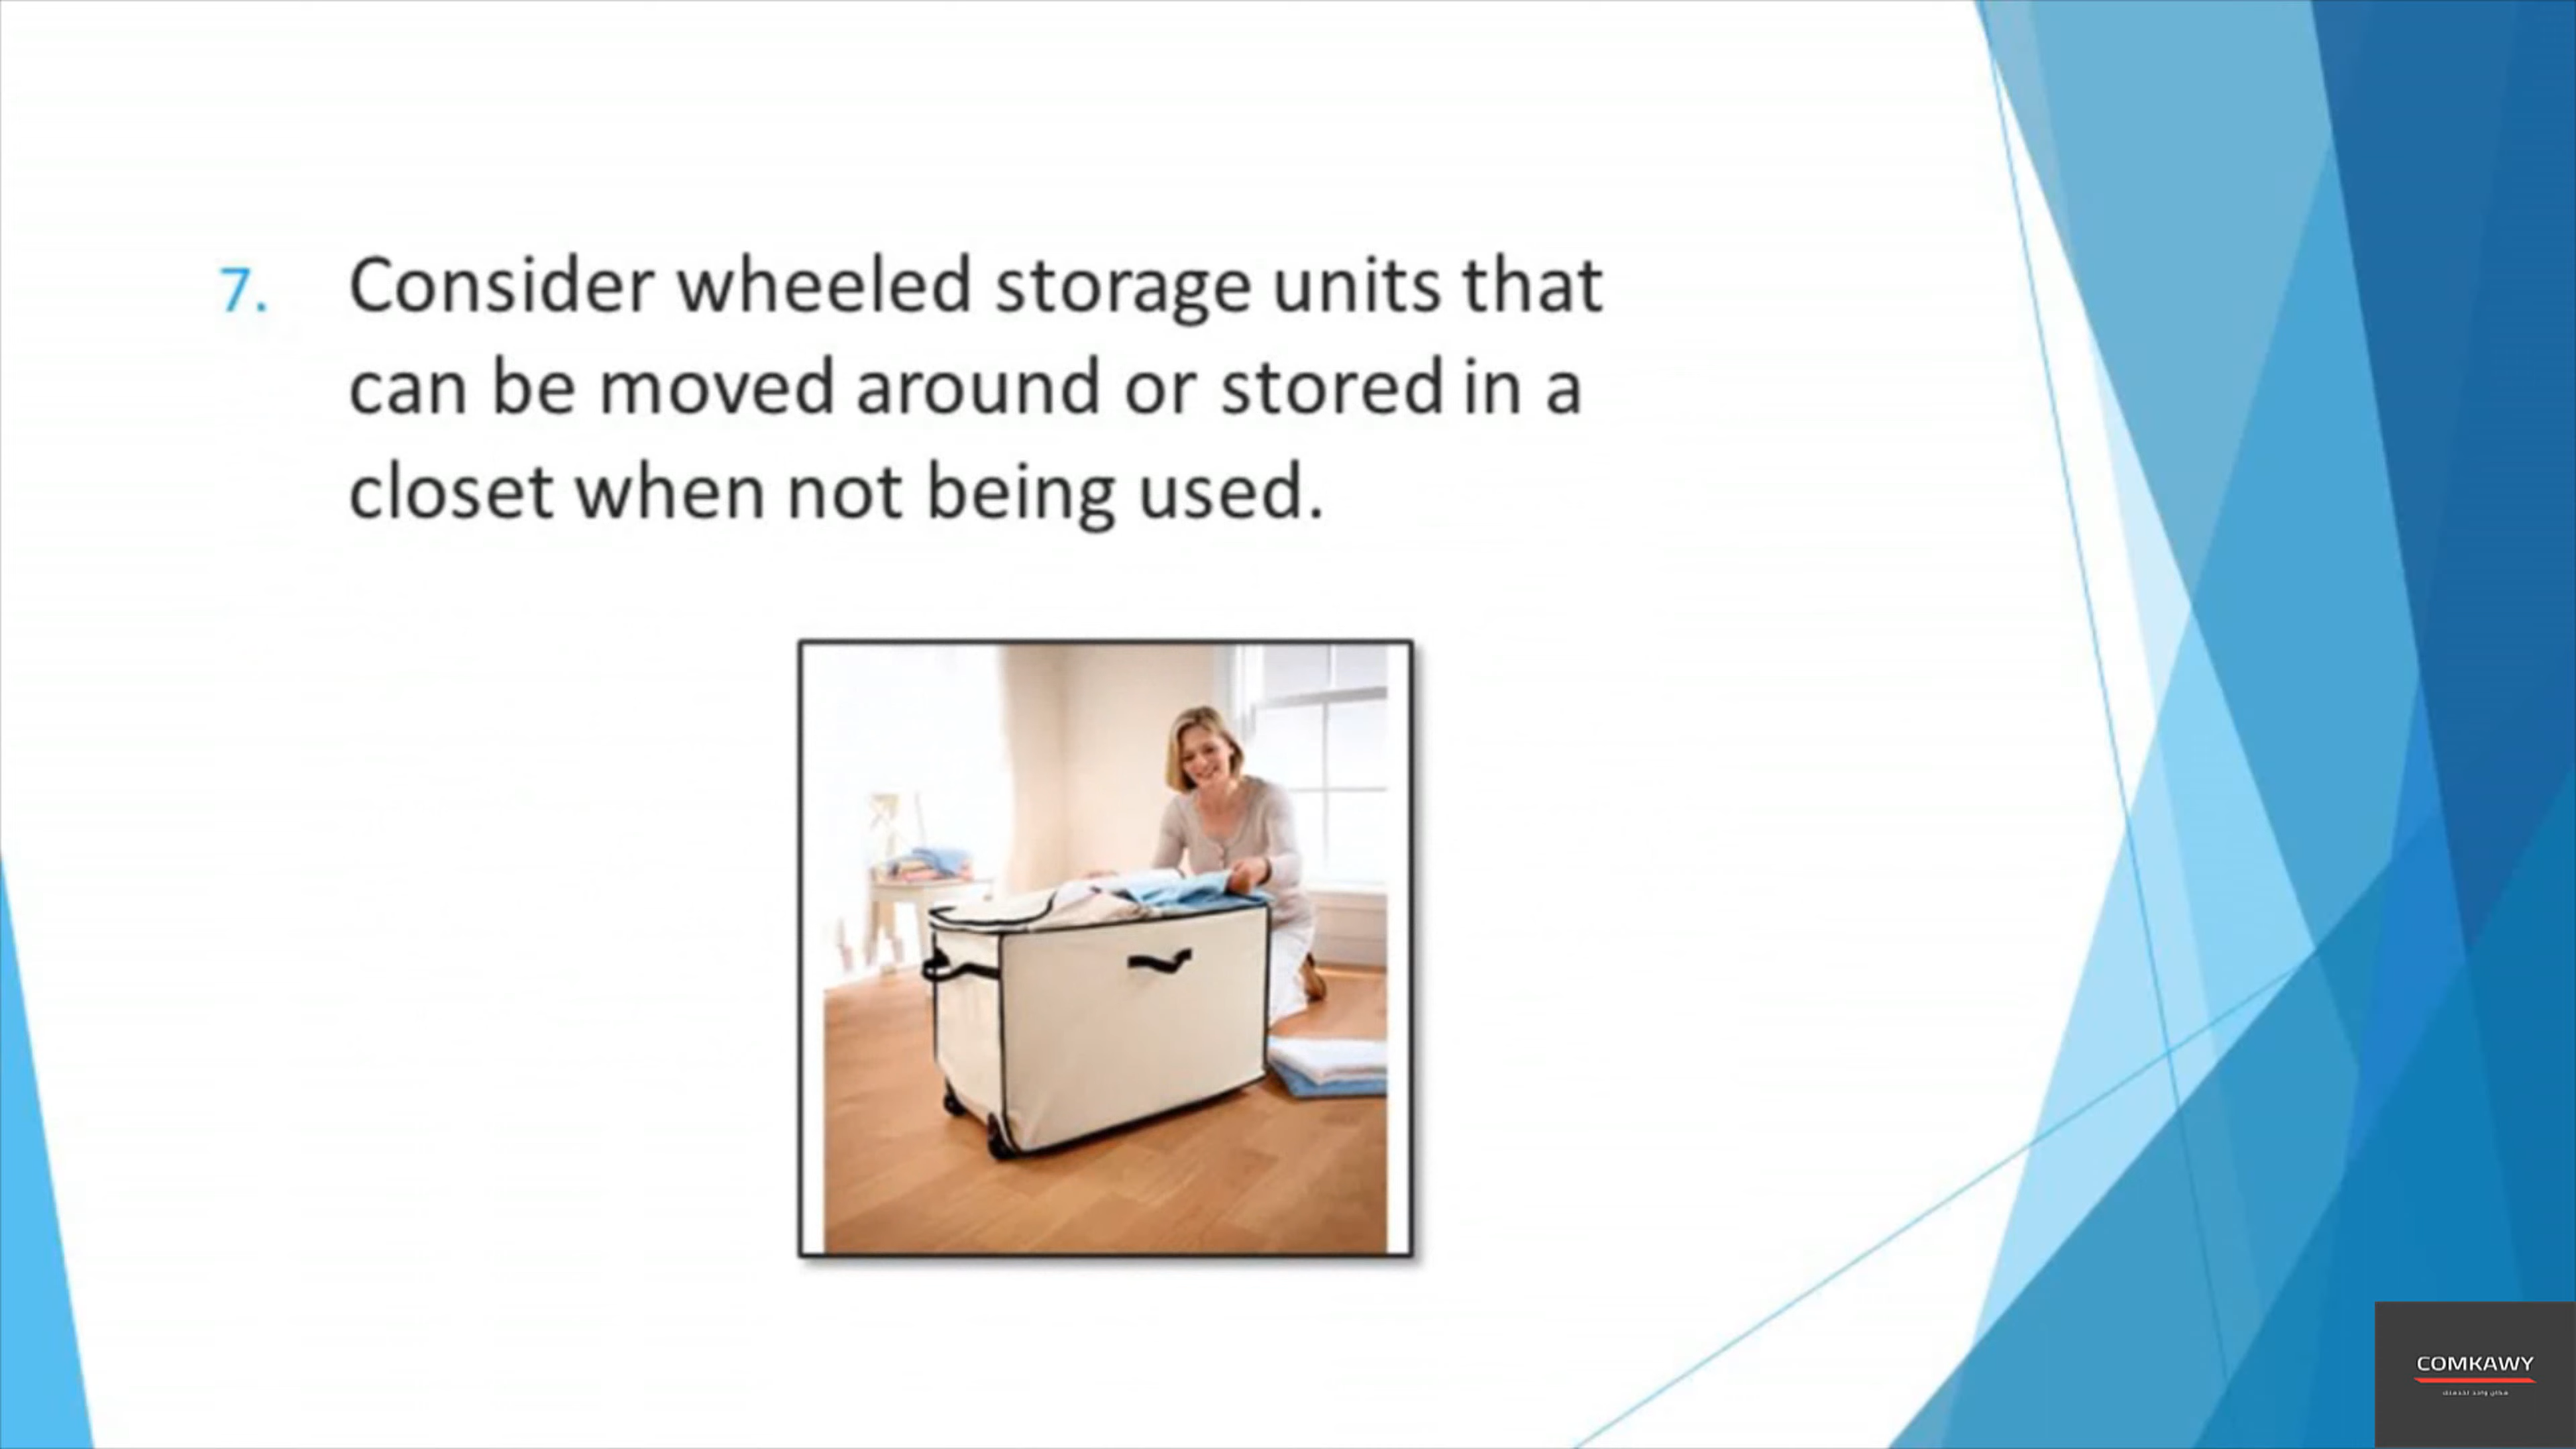 7. Consider wheeled storage units that
can be moved around or stored in a
closet when not being used.
COMKAWY